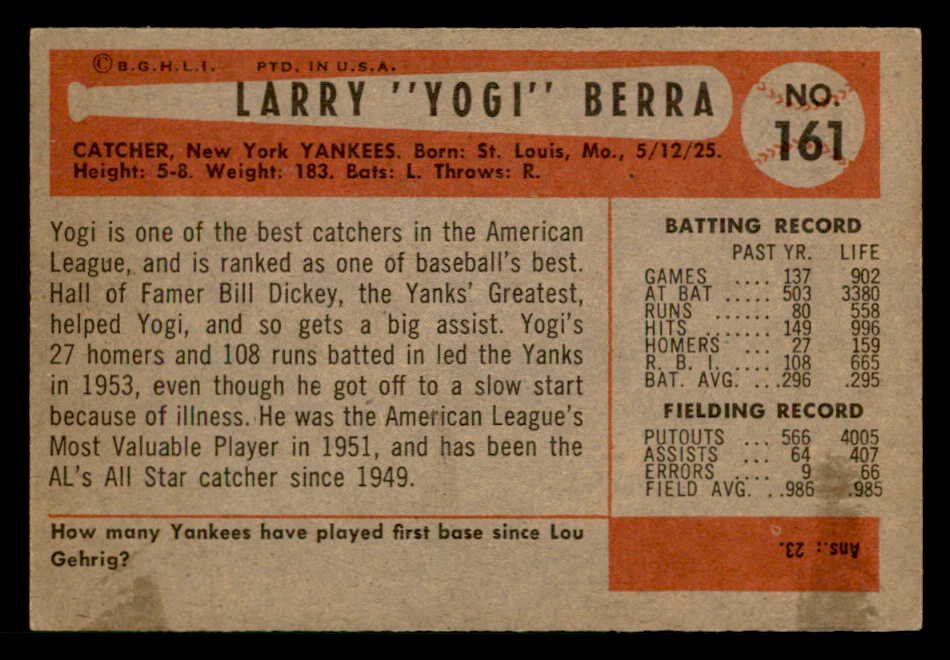 © B.G.H.L.I. PTD. IN U.S.A.
LARRY "YOGI" BERRA
NO.
161
CATCHER, New York YANKEES. Born: St. Louis, Mo., 5/12/25.
Height: 5-8. Weight: 183. Bats: L. Throws: R.
Yogi is one of the best catchers in the American
League, and is ranked as one of baseball's best.
Hall of Famer Bill Dickey, the Yanks' Greatest,
helped Yogi, and so gets a big assist. Yogi's
27 homers and 108 runs batted in led the Yanks
in 1953, even though he got off to a slow start
because of illness. He was the American League's
Most Valuable Player in 1951, and has been the
AL's All Star catcher since 1949.
BATTING RECORD
PAST YR. LIFE
GAMES .... 137 902
AT BAT ..... 503 3380
RUNS ...... 80 558
HITS ....... 149 996
HOMERS ... 27 159
R. B. I. .... 108 665
BAT. AVG. ... .296 .295
FIELDING RECORD
PUTOUTS ... 566 4005
ASSISTS ... 64 407
ERRORS .... 9 66
FIELD AVG. . .986 .985
How many Yankees have played first base since Lou
Gehrig?
Ans.: 23.